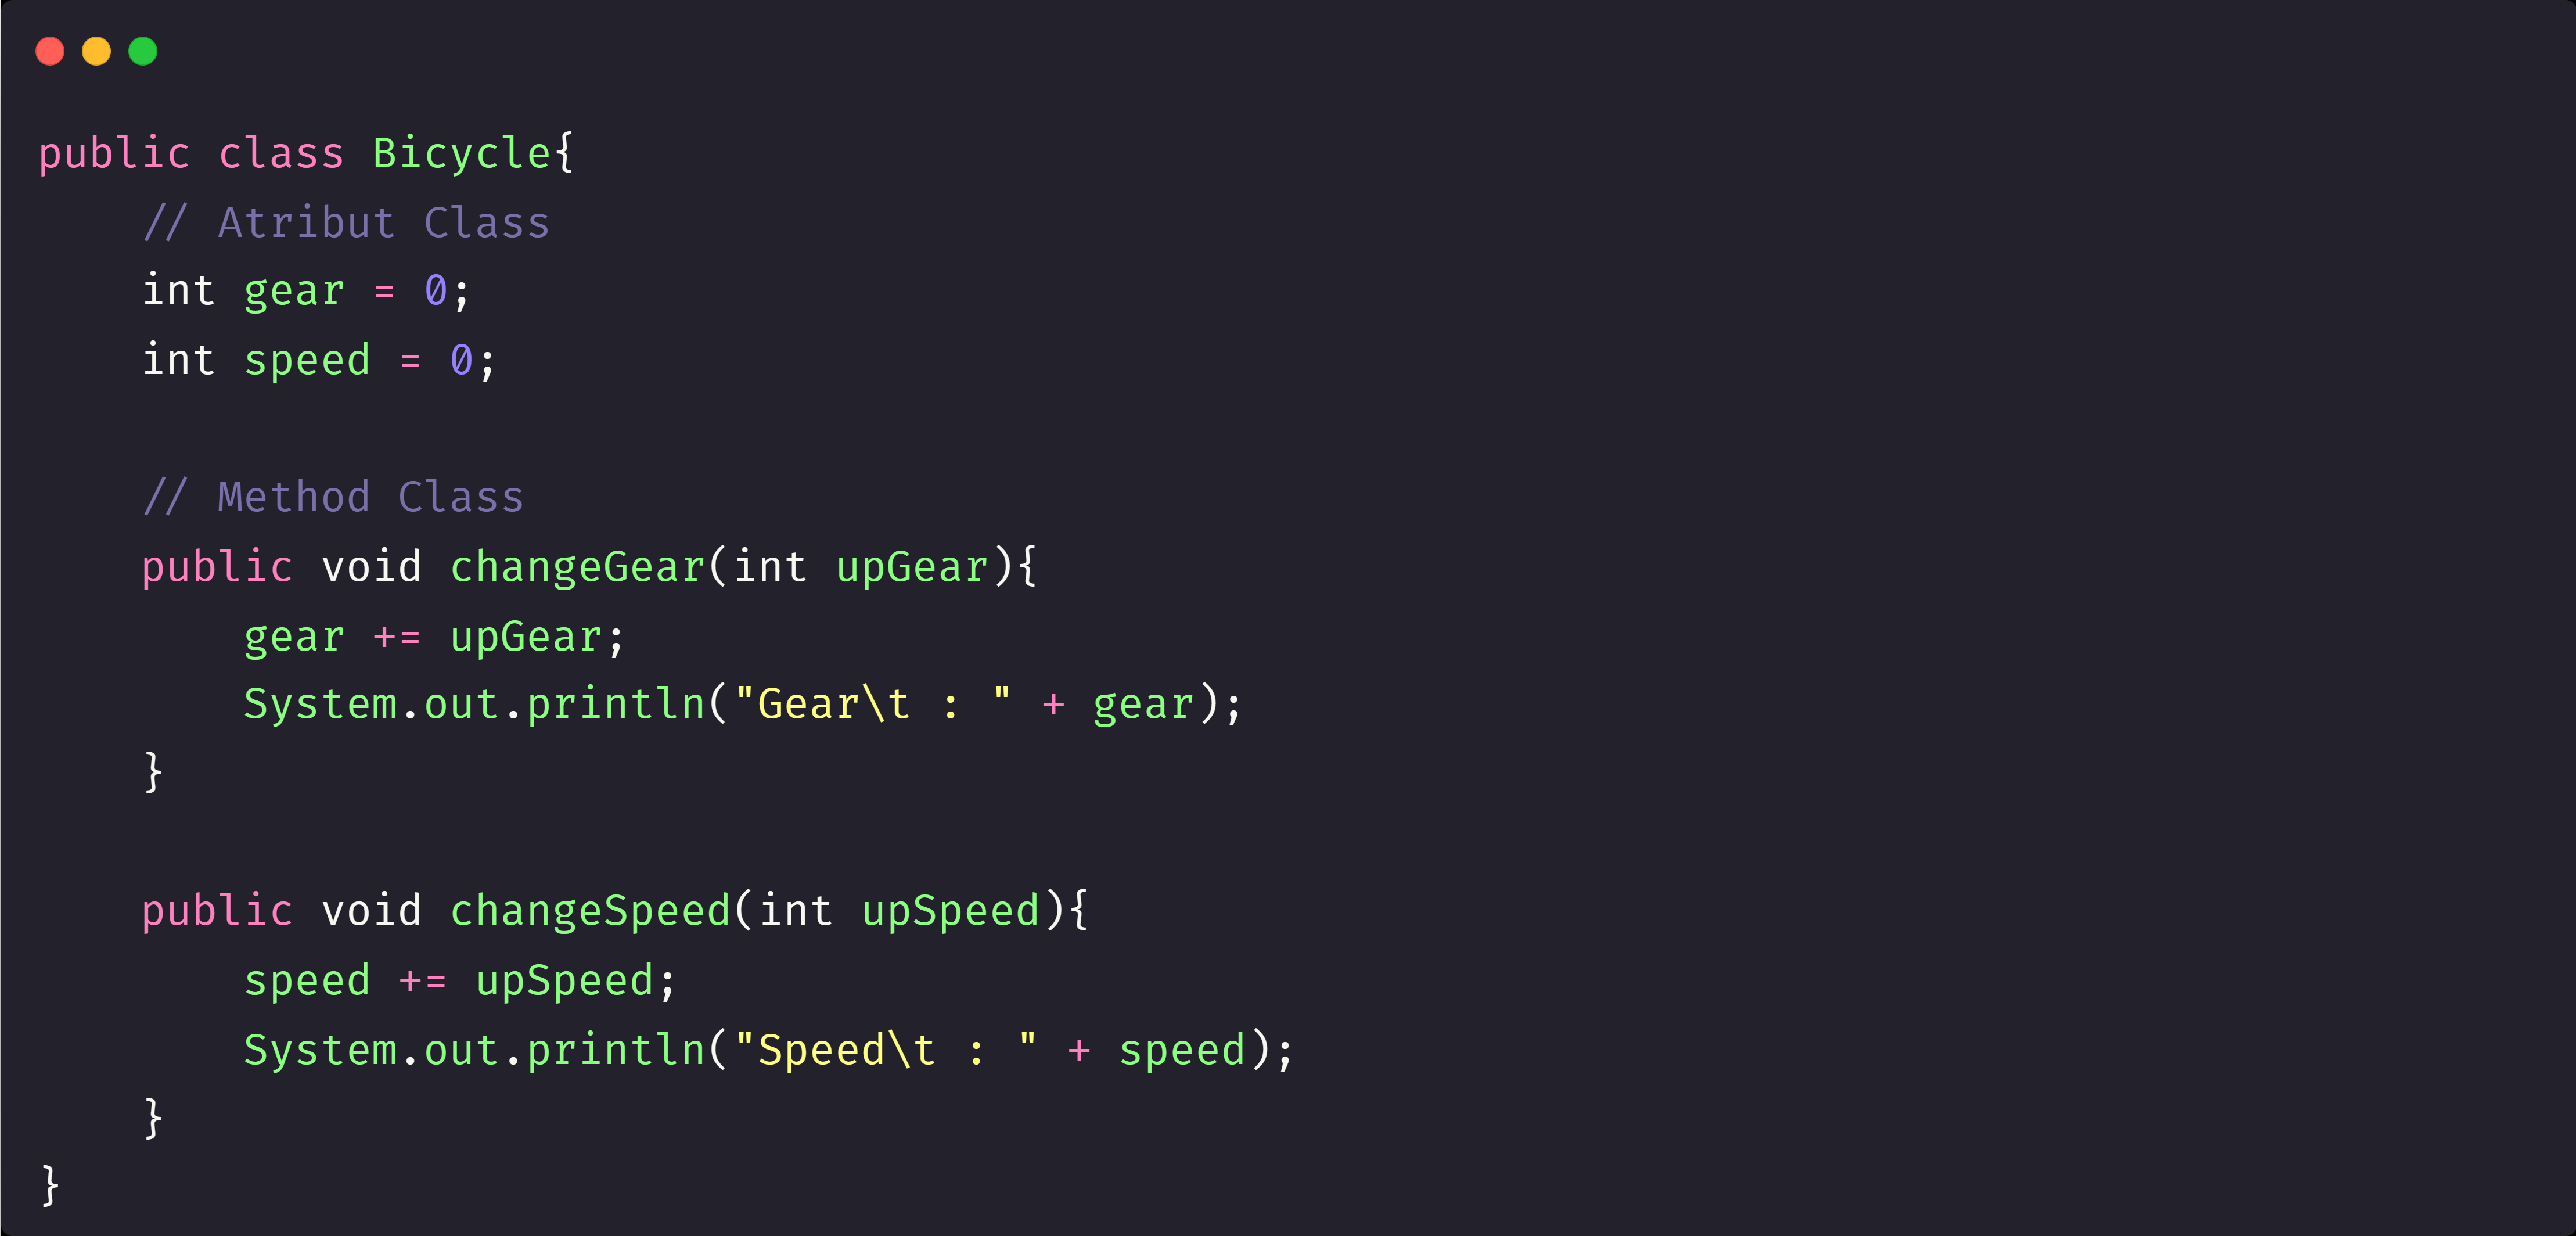 public class Bicycle{
    // Atribut Class
    int gear = 0;
    int speed = 0;

    // Method Class
    public void changeGear(int upGear){
        gear += upGear;
        System.out.println("Gear\t : " + gear);
    }

    public void changeSpeed(int upSpeed){
        speed += upSpeed;
        System.out.println("Speed\t : " + speed);
    }
}